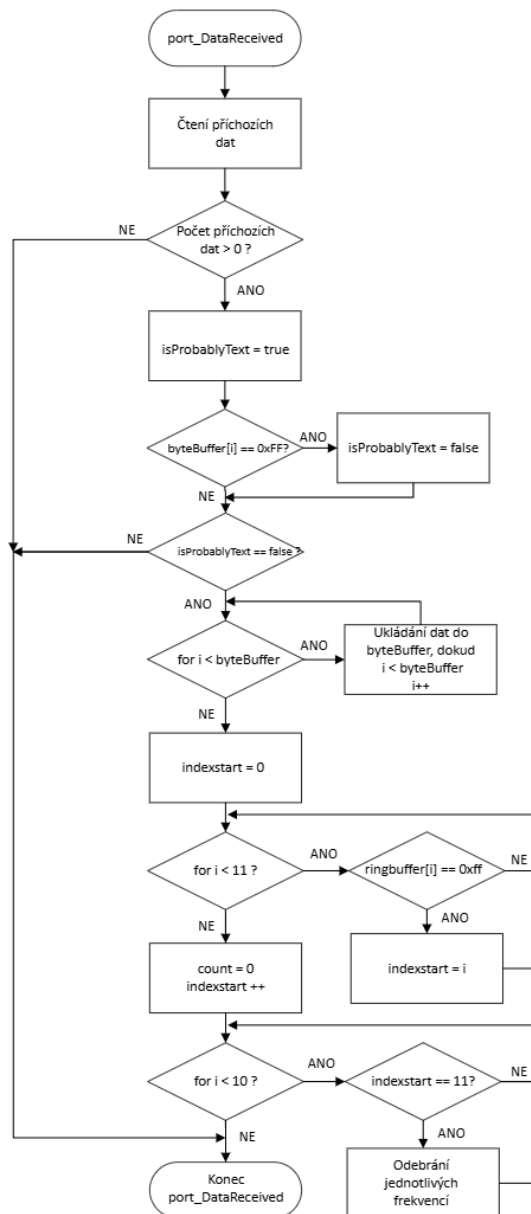 port_DataReceived
Čtení příchozích
dat
NE
Počet příchozích
dat > 0 ?
ANO
isProbablyText = true
byteBuffer[i] == 0xFF?
ANO
isProbablyText = false
NE
NE
isProbablyText == false ?
ANO
for i < byteBuffer
ANO
Ukládání dat do
byteBuffer, dokud
i < byteBuffer
i++
NE
indexstart = 0
for i < 11 ?
ANO
ringbuffer[i] == 0xff
NE
ANO
indexstart = i
NE
count = 0
indexstart ++
for i < 10 ?
ANO
indexstart == 11?
NE
ANO
Odebrání
jednotlivých
frekvencí
NE
Konec
port_DataReceived